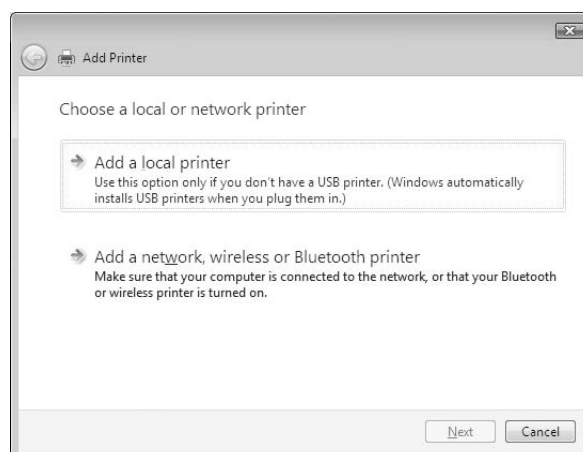 Add Printer
Choose a local or network printer
Add a local printer
Use this option only if you don't have a USB printer. (Windows automatically
installs USB printers when you plug them in.)
Add a network, wireless or Bluetooth printer
Make sure that your computer is connected to the network, or that your Bluetooth
or wireless printer is turned on.
Next Cancel